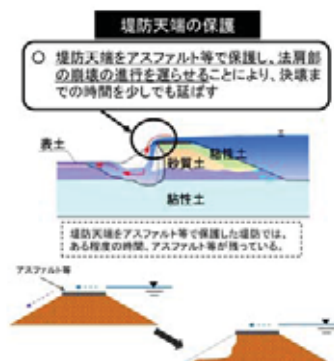 堤防天端の保護
○ 堤防天端をアスファルト等で保護し、法肩部
の崩壊の進行を遅らせることにより、決壊ま
での時間を少しでも延ばす
表土
砂質土
粘性土
粘性土
堤防天端をアスファルト等で保護した堤防では、
ある程度の時間、アスファルト等が残っている。
アスファルト等